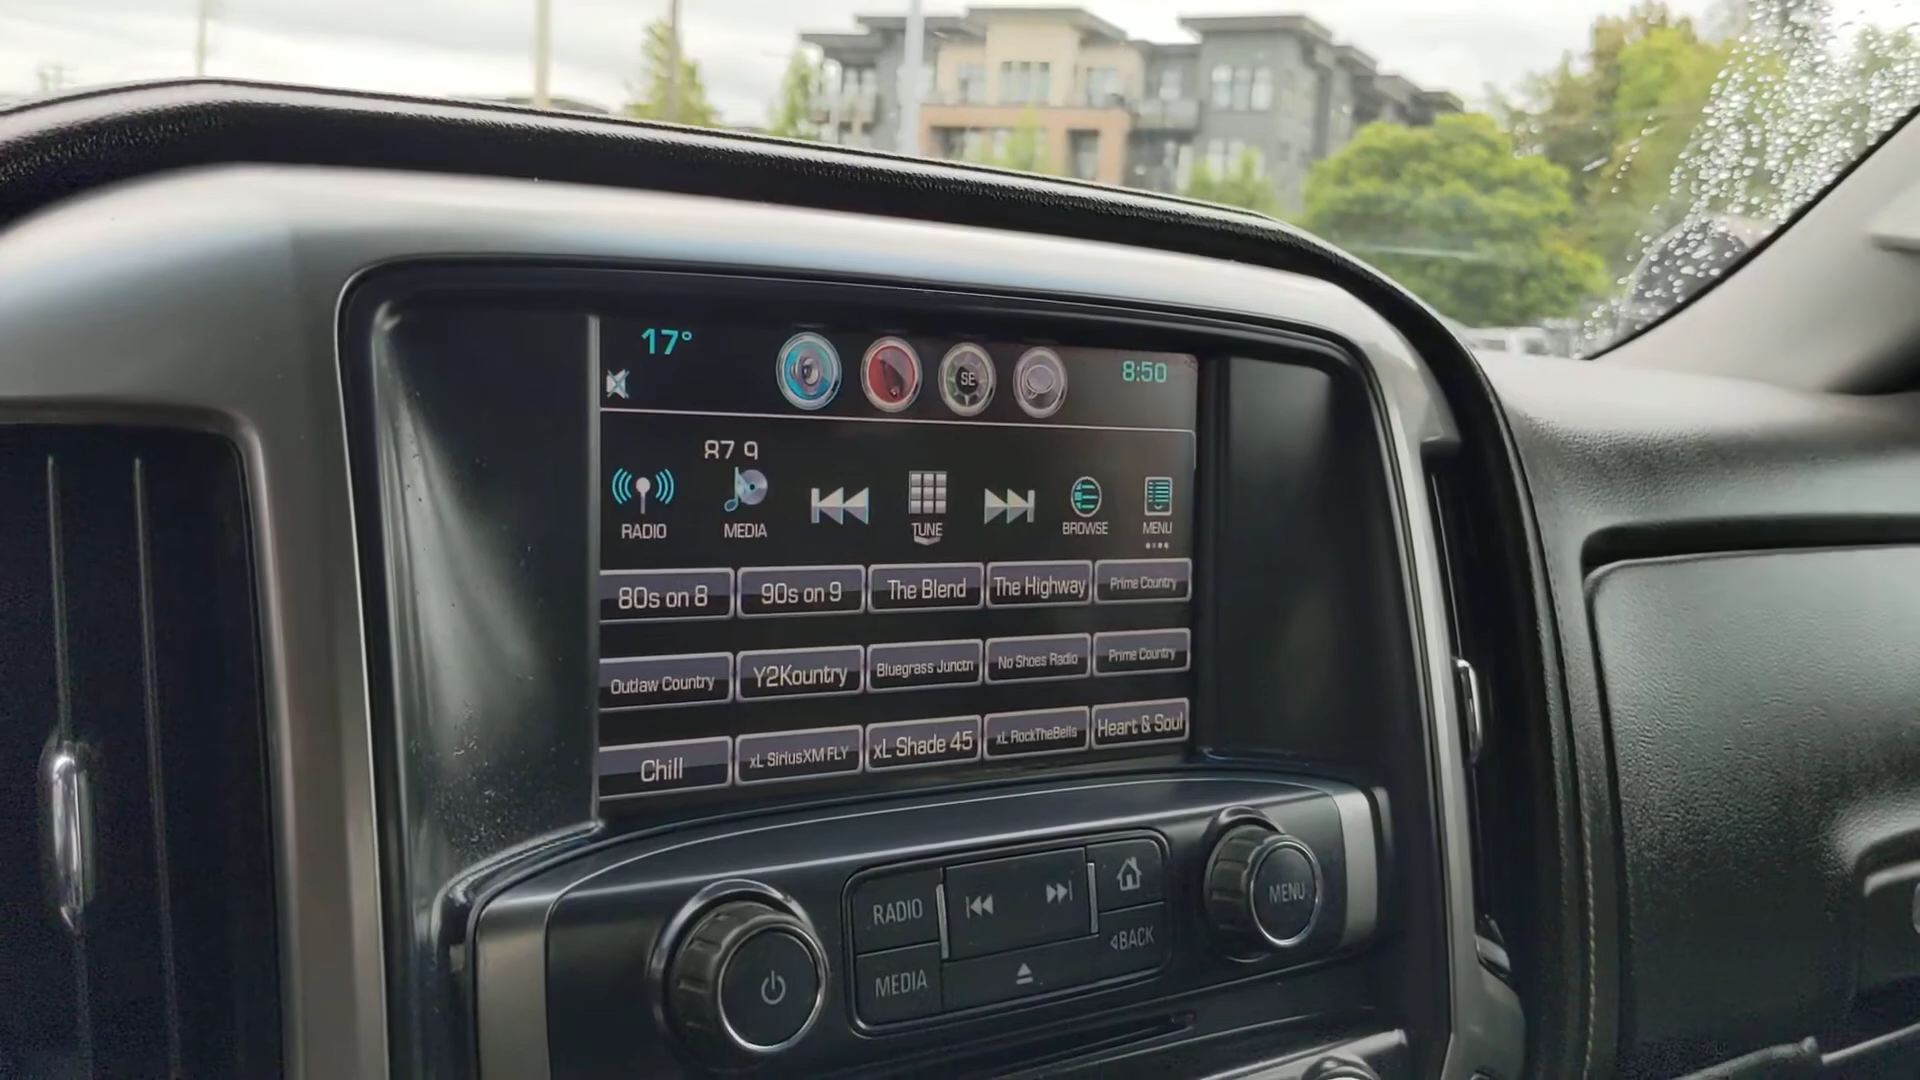 17°
SE
8:50
87 9
RADIO
MEDIA
TUNE
BROWSE
MENU
80s on 8
90s on 9
The Blend
The Highway
Prime Country
Outlaw Country
Y2Kountry
Bluegrass Junctn
No Shoes Radio
Prime Country
Chill
xL SiriusXM FLY
xL Shade 45
xL RockTheBells
Heart & Soul
RADIO
MEDIA
BACK
MENU